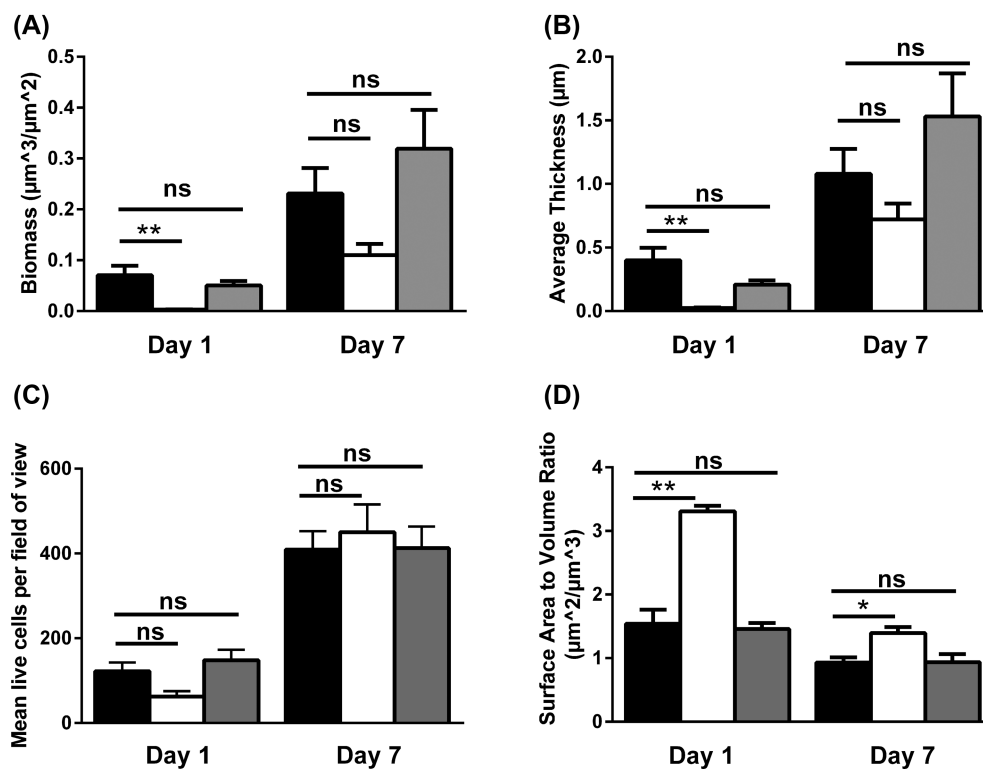 (A)
Biomass (µm^3/µm^2)
0.5
0.4
0.3
0.2
0.1
0.0
ns
**
ns
ns
Day 1
Day 7
(B)
Average Thickness (µm)
2.0
1.5
1.0
0.5
0.0
ns
**
ns
ns
Day 1
Day 7
(C)
Mean live cells per field of view
600
400
200
0
ns
ns
ns
ns
Day 1
Day 7
(D)
Surface Area to Volume Ratio
(µm^2/µm^3)
4
3
2
1
0
ns
**
ns
*
Day 1
Day 7